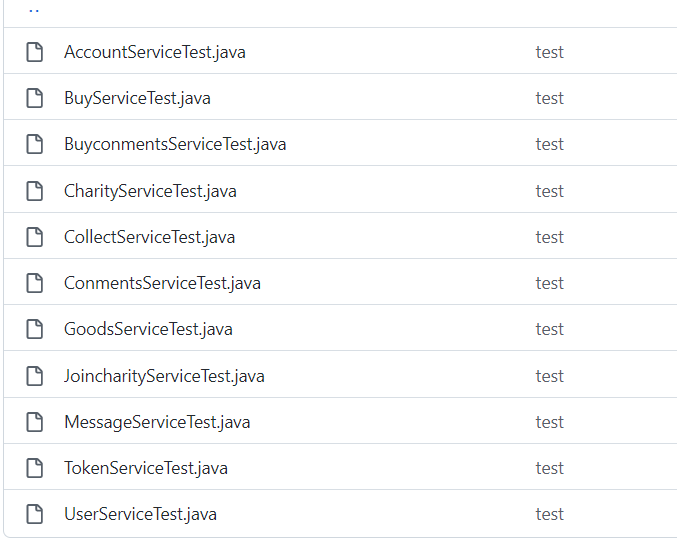 ..
AccountServiceTest.java test
BuyServiceTest.java test
BuyconmentsServiceTest.java test
CharityServiceTest.java test
CollectServiceTest.java test
ConmentsServiceTest.java test
GoodsServiceTest.java test
JoincharityServiceTest.java test
MessageServiceTest.java test
TokenServiceTest.java test
UserServiceTest.java test